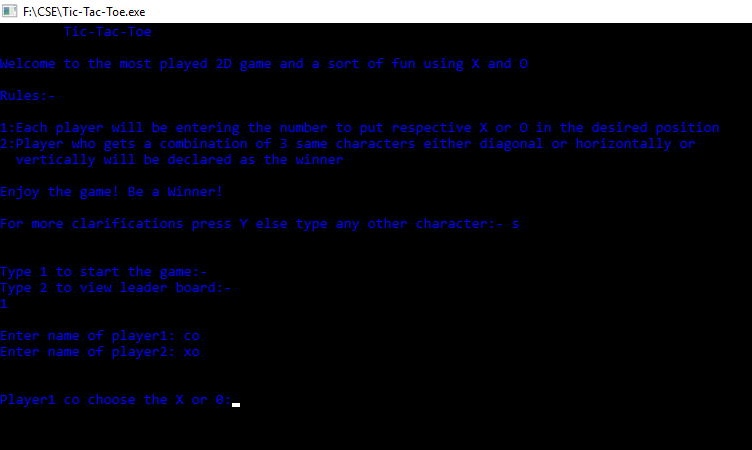 F:\CSE\Tic-Tac-Toe.exe
Tic-Tac-Toe
Welcome to the most played 2D game and a sort of fun using X and O
Rules:-
1:Each player will be entering the number to put respective X or O in the desired position
2:Player who gets a combination of 3 same characters either diagonal or horizontally or
vertically will be declared as the winner
Enjoy the game! Be a Winner!
For more clarifications press Y else type any other character:- s
Type 1 to start the game:-
Type 2 to view leader board:-
1
Enter name of player1: co
Enter name of player2: xo
Player1 co choose the X or 0: